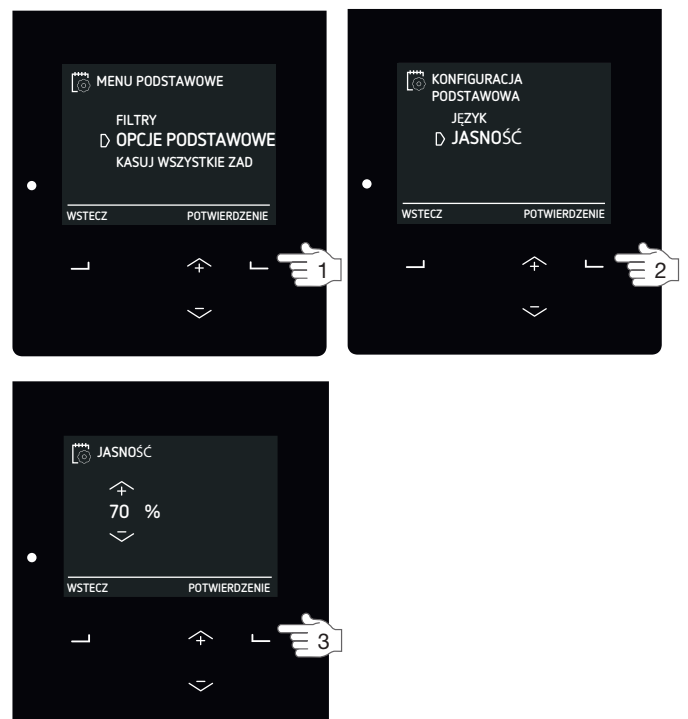 MENU PODSTAWOWE
FILTRY
OPCJE PODSTAWOWE
KASUJ WSZYSTKIE ZAD
WSTECZ POTWIERDZENIE
1
KONFIGURACJA
PODSTAWOWA
JĘZYK
JASNOŚĆ
WSTECZ POTWIERDZENIE
2
JASNOŚĆ
70 %
WSTECZ POTWIERDZENIE
3